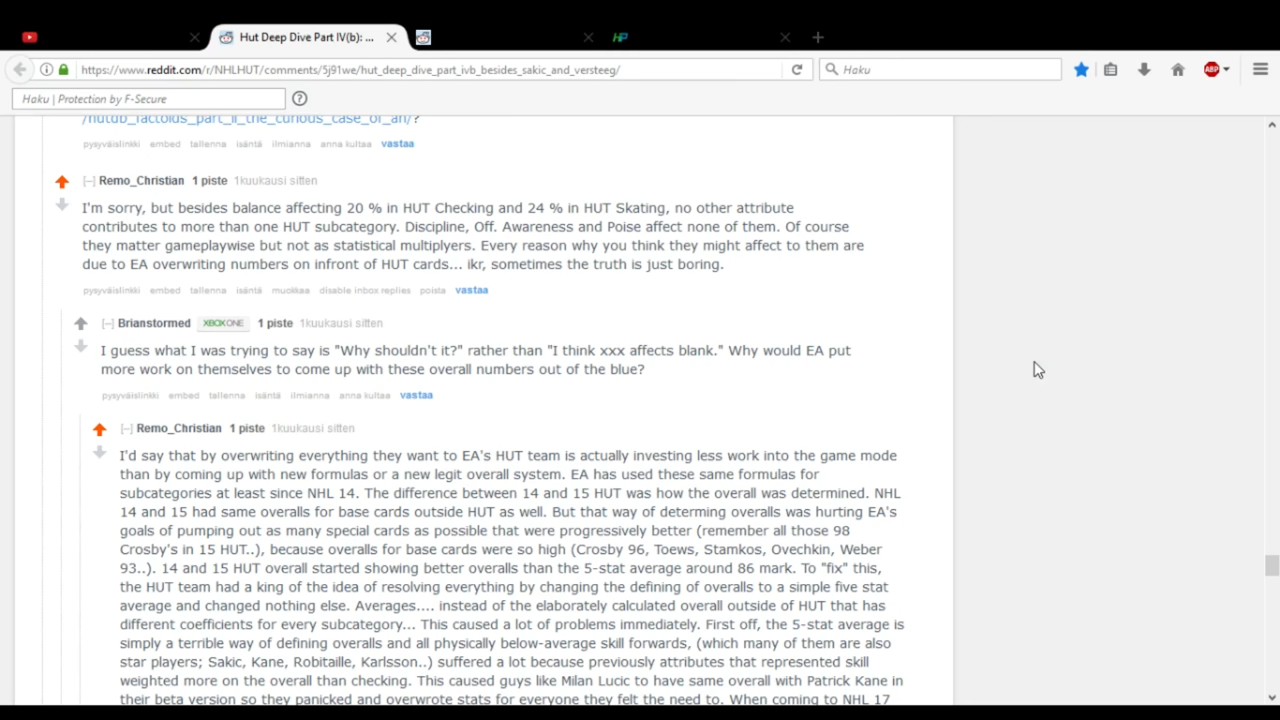 Hut Deep Dive Part IV(b): ...
HP
https://www.reddit.com/r/NHLHUT/comments/5j91we/hut_deep_dive_part_ivb_besides_sakic_and_versteeg/
Haku
ABP
Haku | Protection by F-Secure
/hutdb_factoids_part_ii_the_curious_case_of_an/?
pysyväislinkki embed tallenna isäntä ilmianna anna kultaa vastaa
[–] Remo_Christian 1 piste 1kuukausi sitten
I'm sorry, but besides balance affecting 20 % in HUT Checking and 24 % in HUT Skating, no other attribute
contributes to more than one HUT subcategory. Discipline, Off. Awareness and Poise affect none of them. Of course
they matter gameplaywise but not as statistical multiplyers. Every reason why you think they might affect to them are
due to EA overwriting numbers on infront of HUT cards... ikr, sometimes the truth is just boring.
pysyväislinkki embed tallenna isäntä muokkaa disable inbox replies poista vastaa
[–] Brianstormed XBOX ONE 1 piste 1kuukausi sitten
I guess what I was trying to say is "Why shouldn't it?" rather than "I think xxx affects blank." Why would EA put
more work on themselves to come up with these overall numbers out of the blue?
pysyväislinkki embed tallenna isäntä ilmianna anna kultaa vastaa
[–] Remo_Christian 1 piste 1kuukausi sitten
I'd say that by overwriting everything they want to EA's HUT team is actually investing less work into the game mode
than by coming up with new formulas or a new legit overall system. EA has used these same formulas for
subcategories at least since NHL 14. The difference between 14 and 15 HUT was how the overall was determined. NHL
14 and 15 had same overalls for base cards outside HUT as well. But that way of determing overalls was hurting EA's
goals of pumping out as many special cards as possible that were progressively better (remember all those 98
Crosby's in 15 HUT..), because overalls for base cards were so high (Crosby 96, Toews, Stamkos, Ovechkin, Weber
93..). 14 and 15 HUT overall started showing better overalls than the 5-stat average around 86 mark. To "fix" this,
the HUT team had a king of the idea of resolving everything by changing the defining of overalls to a simple five stat
average and changed nothing else. Averages.... instead of the elaborately calculated overall outside of HUT that has
different coefficients for every subcategory... This caused a lot of problems immediately. First off, the 5-stat average is
simply a terrible way of defining overalls and all physically below-average skill forwards, (which many of them are also
star players; Sakic, Kane, Robitaille, Karlsson..) suffered a lot because previously attributes that represented skill
weighted more on the overall than checking. This caused guys like Milan Lucic to have same overall with Patrick Kane in
their beta version so they panicked and overwrote stats for everyone they felt the need to. When coming to NHL 17